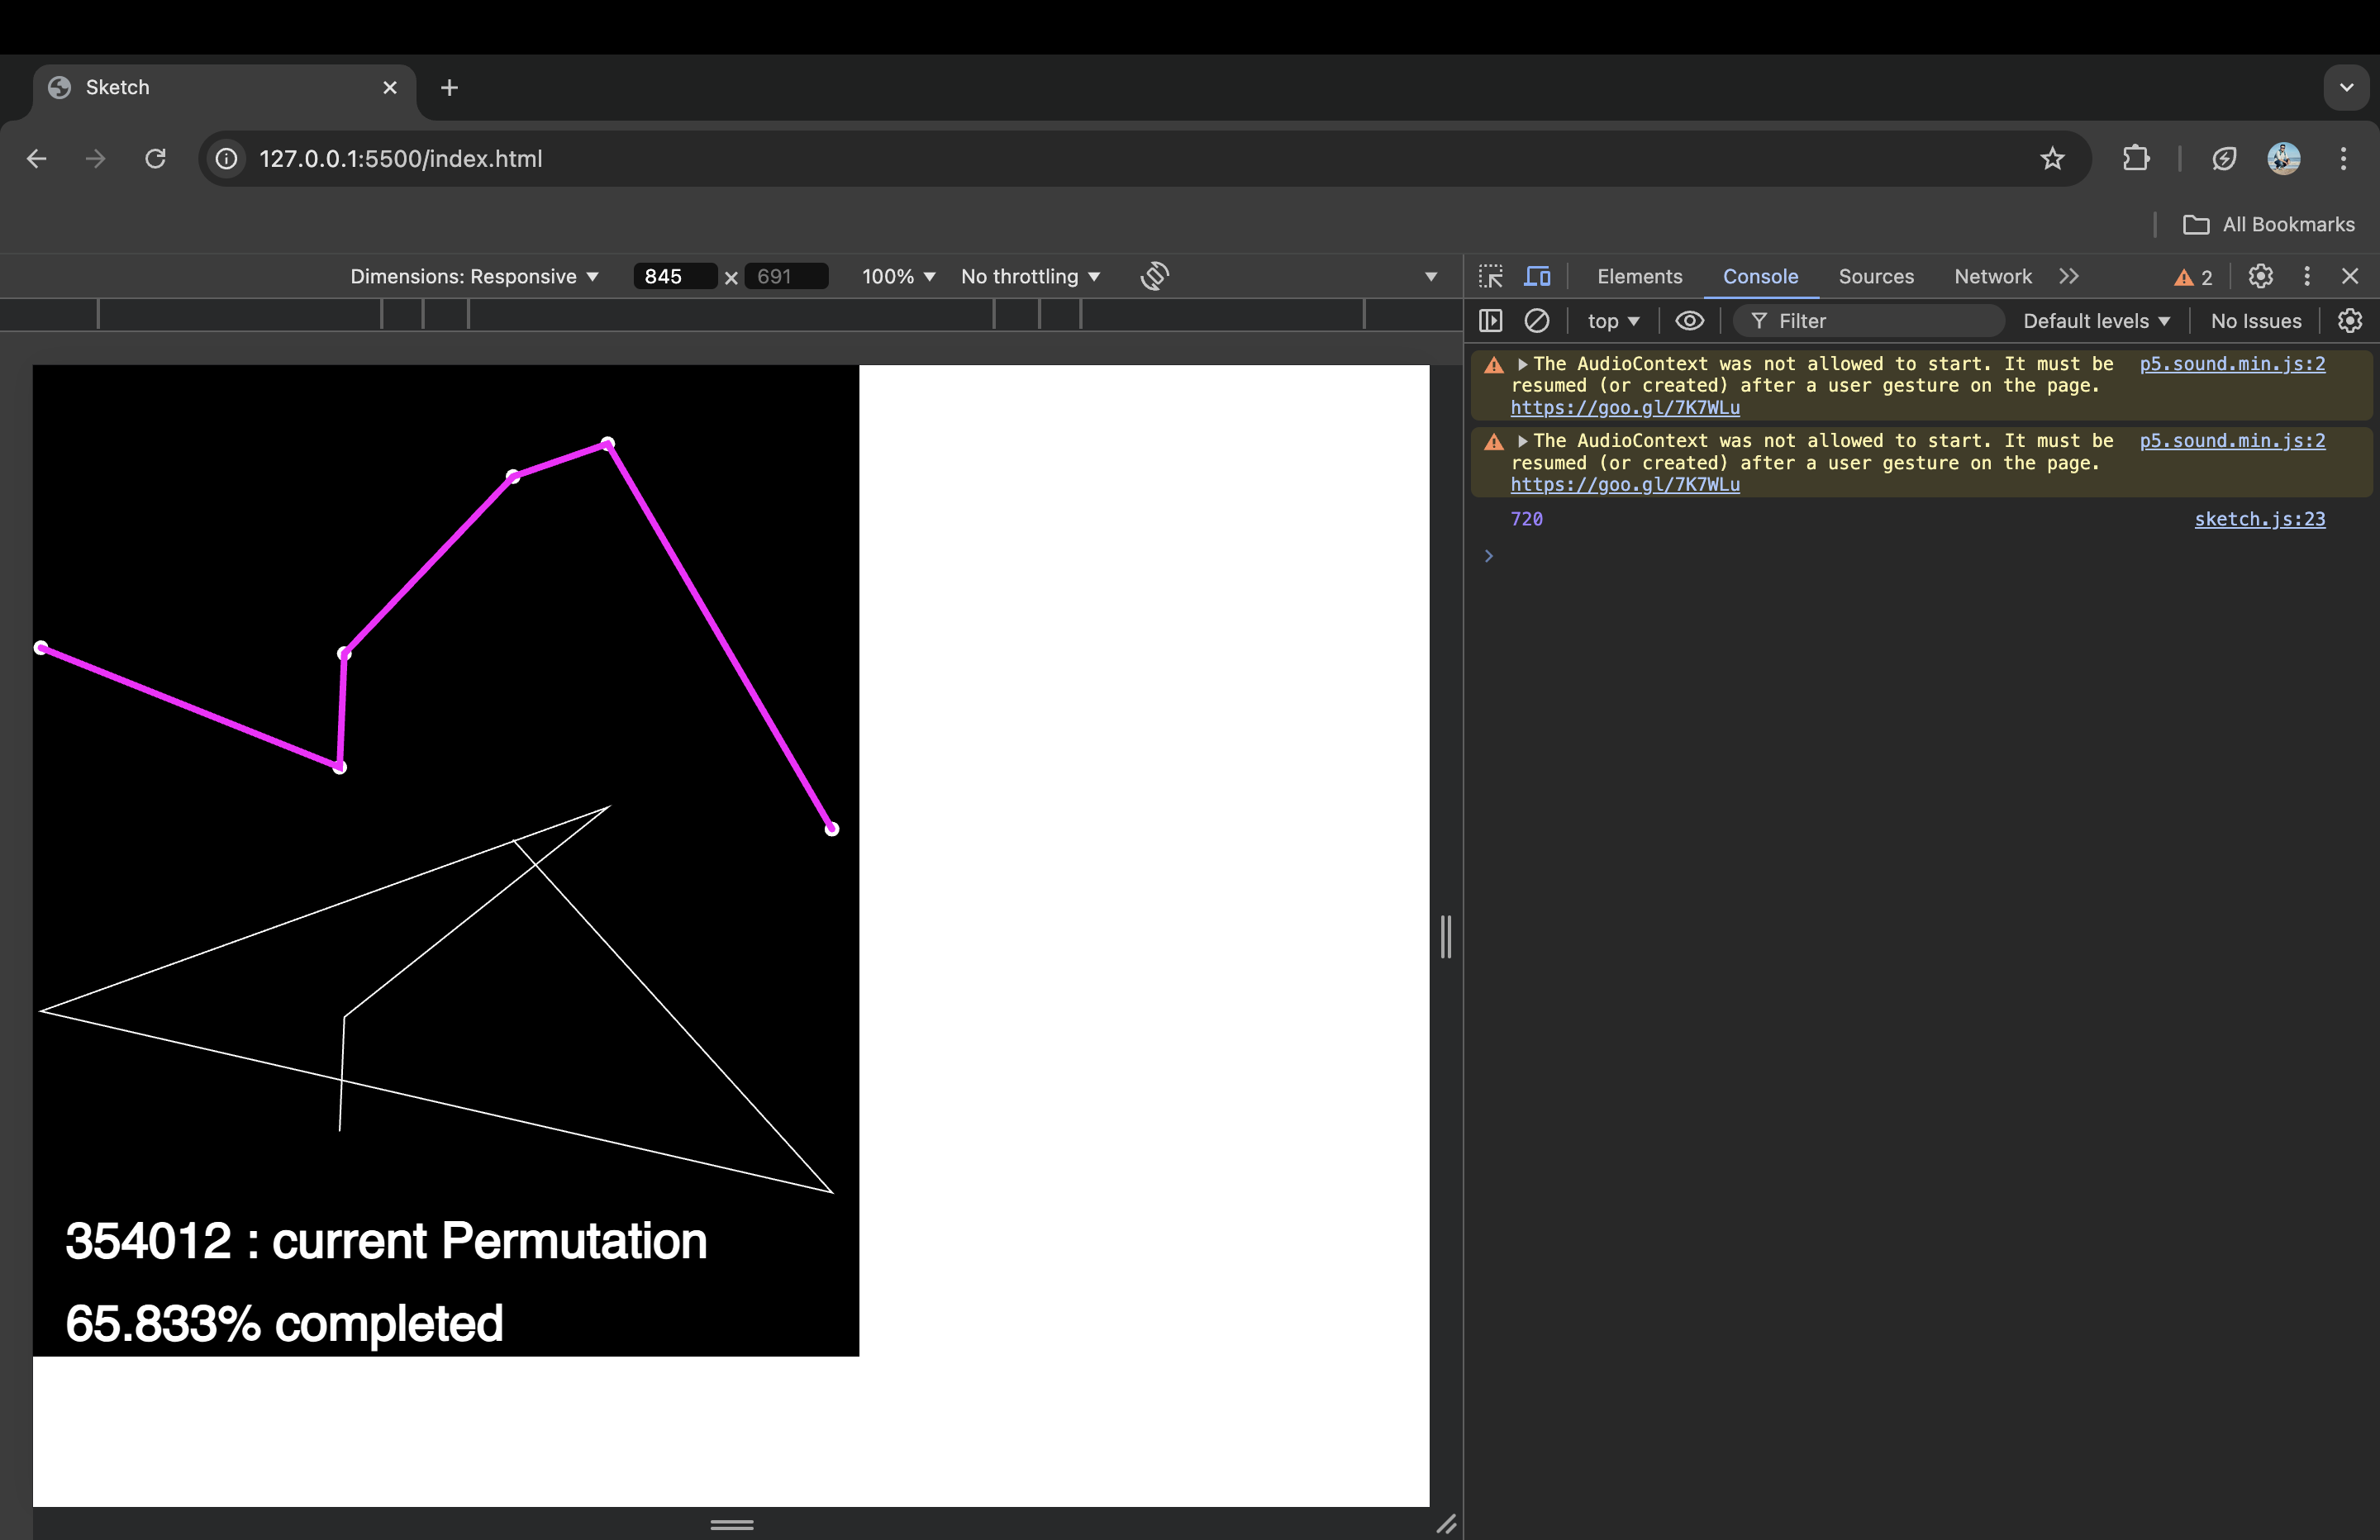 Sketch
127.0.0.1:5500/index.html
All Bookmarks
Dimensions: Responsive 845 × 691 100% No throttling
Elements Console Sources Network 2
top Filter Default levels No Issues
The AudioContext was not allowed to start. It must be p5.sound.min.js:2
resumed (or created) after a user gesture on the page.
https://goo.gl/7K7WLu
The AudioContext was not allowed to start. It must be p5.sound.min.js:2
resumed (or created) after a user gesture on the page.
https://goo.gl/7K7WLu
720 sketch.js:23
354012 : current Permutation
65.833% completed